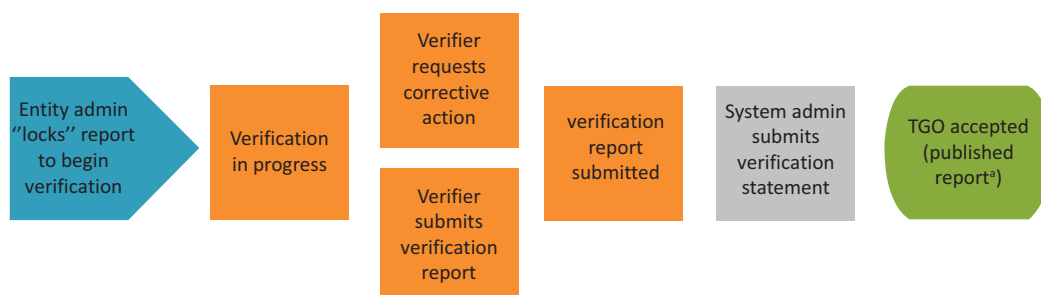 Entity admin
‘’locks’’ report
to begin
verification
Verification
in progress
Verifier
requests
corrective
action
Verifier
submits
verification
report
verification
report
submitted
System admin
submits
verification
statement
TGO accepted
(published
reportᵃ)